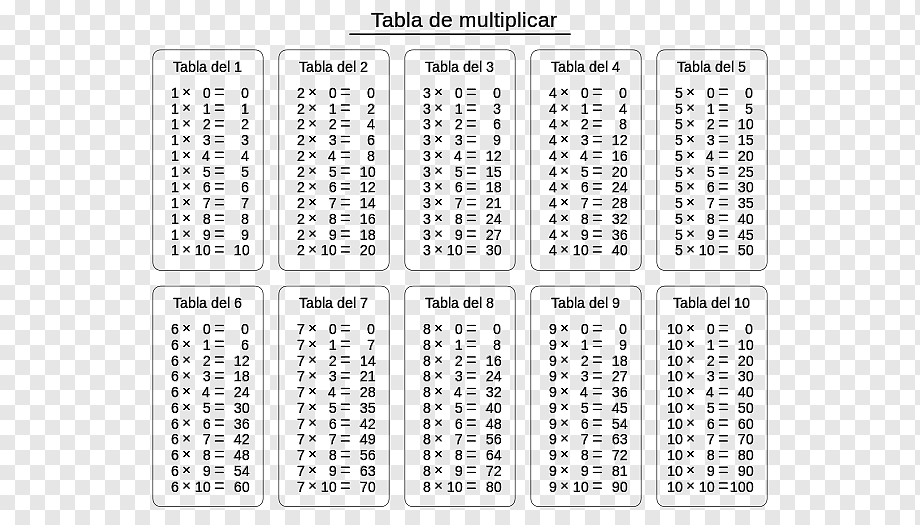 Tabla de multiplicar
Tabla del 1
1 × 0 = 0
1 × 1 = 1
1 × 2 = 2
1 × 3 = 3
1 × 4 = 4
1 × 5 = 5
1 × 6 = 6
1 × 7 = 7
1 × 8 = 8
1 × 9 = 9
1 × 10 = 10
Tabla del 2
2 × 0 = 0
2 × 1 = 2
2 × 2 = 4
2 × 3 = 6
2 × 4 = 8
2 × 5 = 10
2 × 6 = 12
2 × 7 = 14
2 × 8 = 16
2 × 9 = 18
2 × 10 = 20
Tabla del 3
3 × 0 = 0
3 × 1 = 3
3 × 2 = 6
3 × 3 = 9
3 × 4 = 12
3 × 5 = 15
3 × 6 = 18
3 × 7 = 21
3 × 8 = 24
3 × 9 = 27
3 × 10 = 30
Tabla del 4
4 × 0 = 0
4 × 1 = 4
4 × 2 = 8
4 × 3 = 12
4 × 4 = 16
4 × 5 = 20
4 × 6 = 24
4 × 7 = 28
4 × 8 = 32
4 × 9 = 36
4 × 10 = 40
Tabla del 5
5 × 0 = 0
5 × 1 = 5
5 × 2 = 10
5 × 3 = 15
5 × 4 = 20
5 × 5 = 25
5 × 6 = 30
5 × 7 = 35
5 × 8 = 40
5 × 9 = 45
5 × 10 = 50
Tabla del 6
6 × 0 = 0
6 × 1 = 6
6 × 2 = 12
6 × 3 = 18
6 × 4 = 24
6 × 5 = 30
6 × 6 = 36
6 × 7 = 42
6 × 8 = 48
6 × 9 = 54
6 × 10 = 60
Tabla del 7
7 × 0 = 0
7 × 1 = 7
7 × 2 = 14
7 × 3 = 21
7 × 4 = 28
7 × 5 = 35
7 × 6 = 42
7 × 7 = 49
7 × 8 = 56
7 × 9 = 63
7 × 10 = 70
Tabla del 8
8 × 0 = 0
8 × 1 = 8
8 × 2 = 16
8 × 3 = 24
8 × 4 = 32
8 × 5 = 40
8 × 6 = 48
8 × 7 = 56
8 × 8 = 64
8 × 9 = 72
8 × 10 = 80
Tabla del 9
9 × 0 = 0
9 × 1 = 9
9 × 2 = 18
9 × 3 = 27
9 × 4 = 36
9 × 5 = 45
9 × 6 = 54
9 × 7 = 63
9 × 8 = 72
9 × 9 = 81
9 × 10 = 90
Tabla del 10
10 × 0 = 0
10 × 1 = 10
10 × 2 = 20
10 × 3 = 30
10 × 4 = 40
10 × 5 = 50
10 × 6 = 60
10 × 7 = 70
10 × 8 = 80
10 × 9 = 90
10 × 10 =100